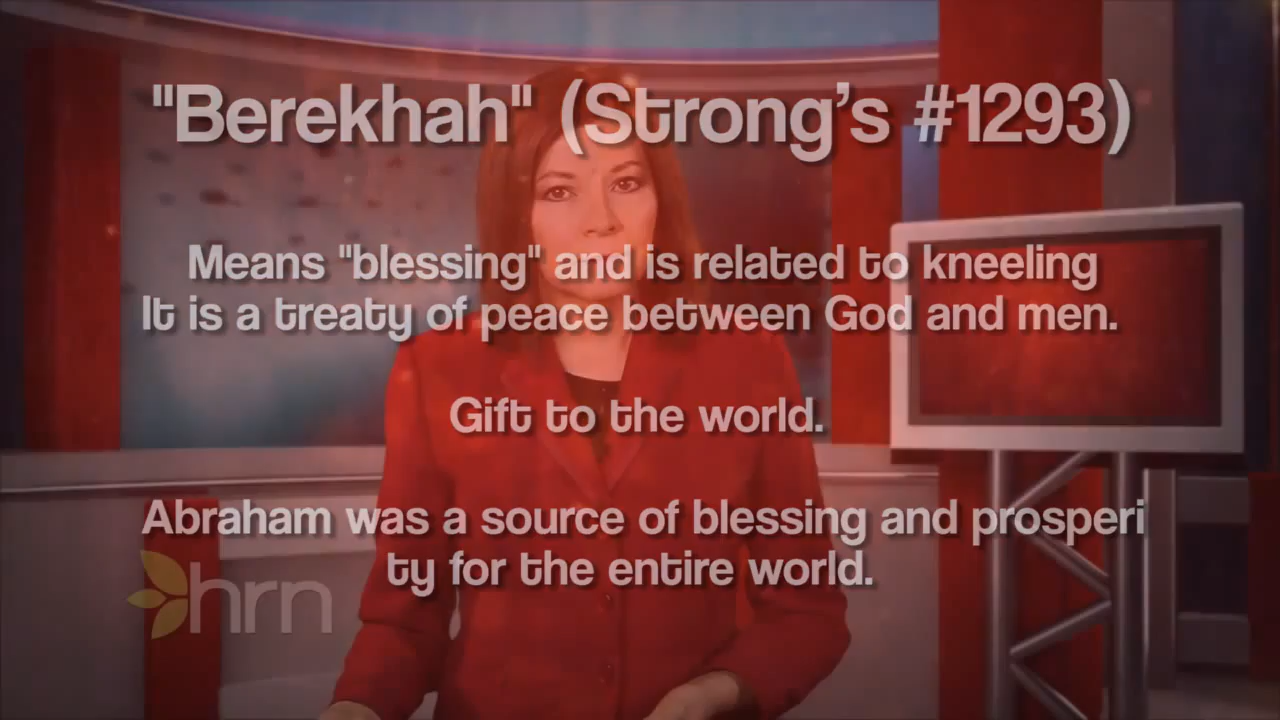 "Berekhah" (Strong's #1293)
Means "blessing" and is related to kneeling
It is a treaty of peace between God and men.
Gift to the world.
Abraham was a source of blessing and prosperi
ty for the entire world.
hrn